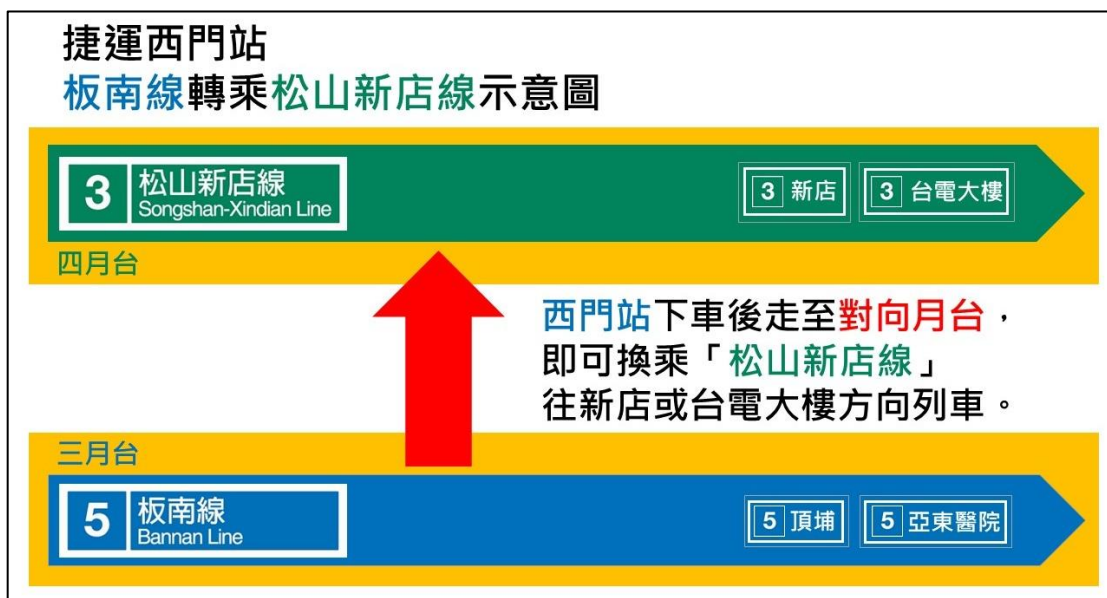 捷運西門站
板南線轉乘松山新店線示意圖
3 松山新店線
Songshan-Xindian Line
3 新店
3 台電大樓
四月台
西門站下車後走至對向月台，
即可換乘「松山新店線」
往新店或台電大樓方向列車。
三月台
5 板南線
Bannan Line
5 頂埔
5 亞東醫院